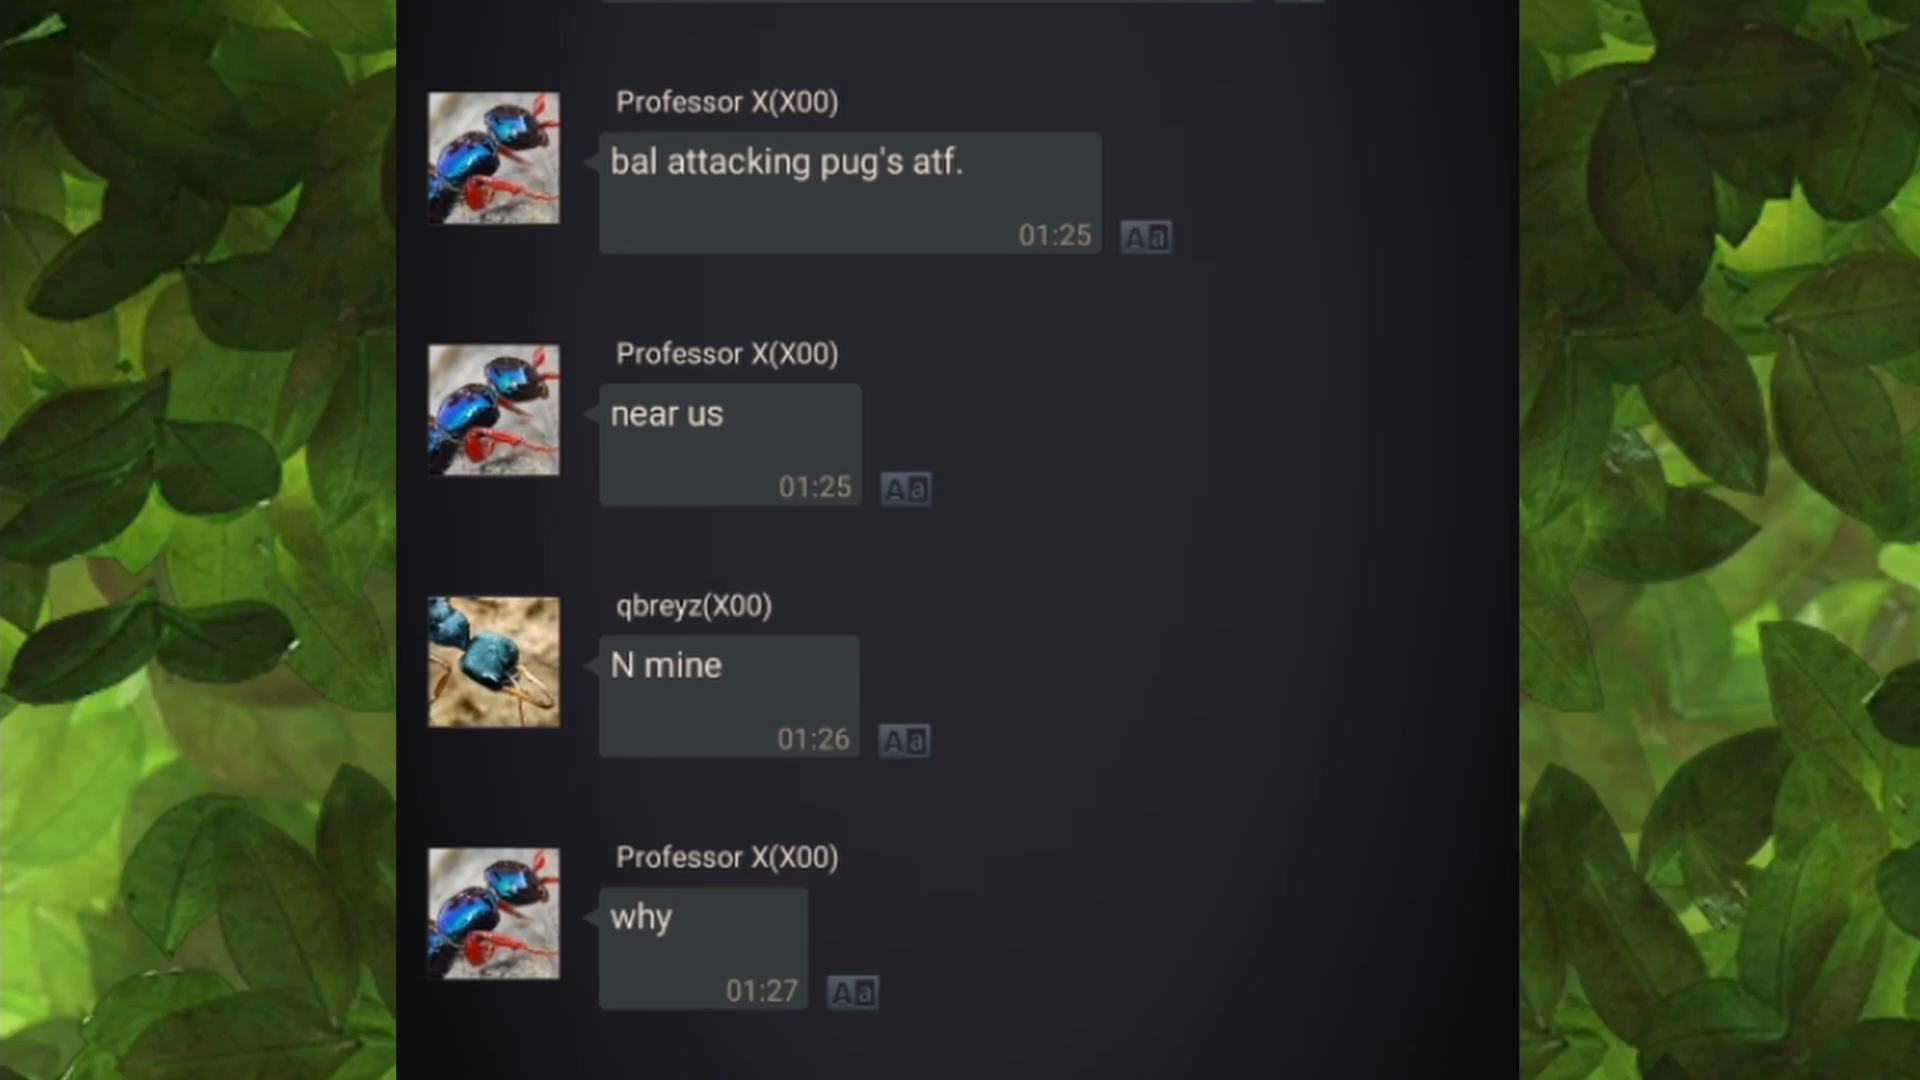 Professor X(X00)
bal attacking pug's atf.
01:25
Aa
Professor X(X00)
near us
01:25
Aa
qbreyz(X00)
N mine
01:26
Aa
Professor X(X00)
why
01:27
Aa